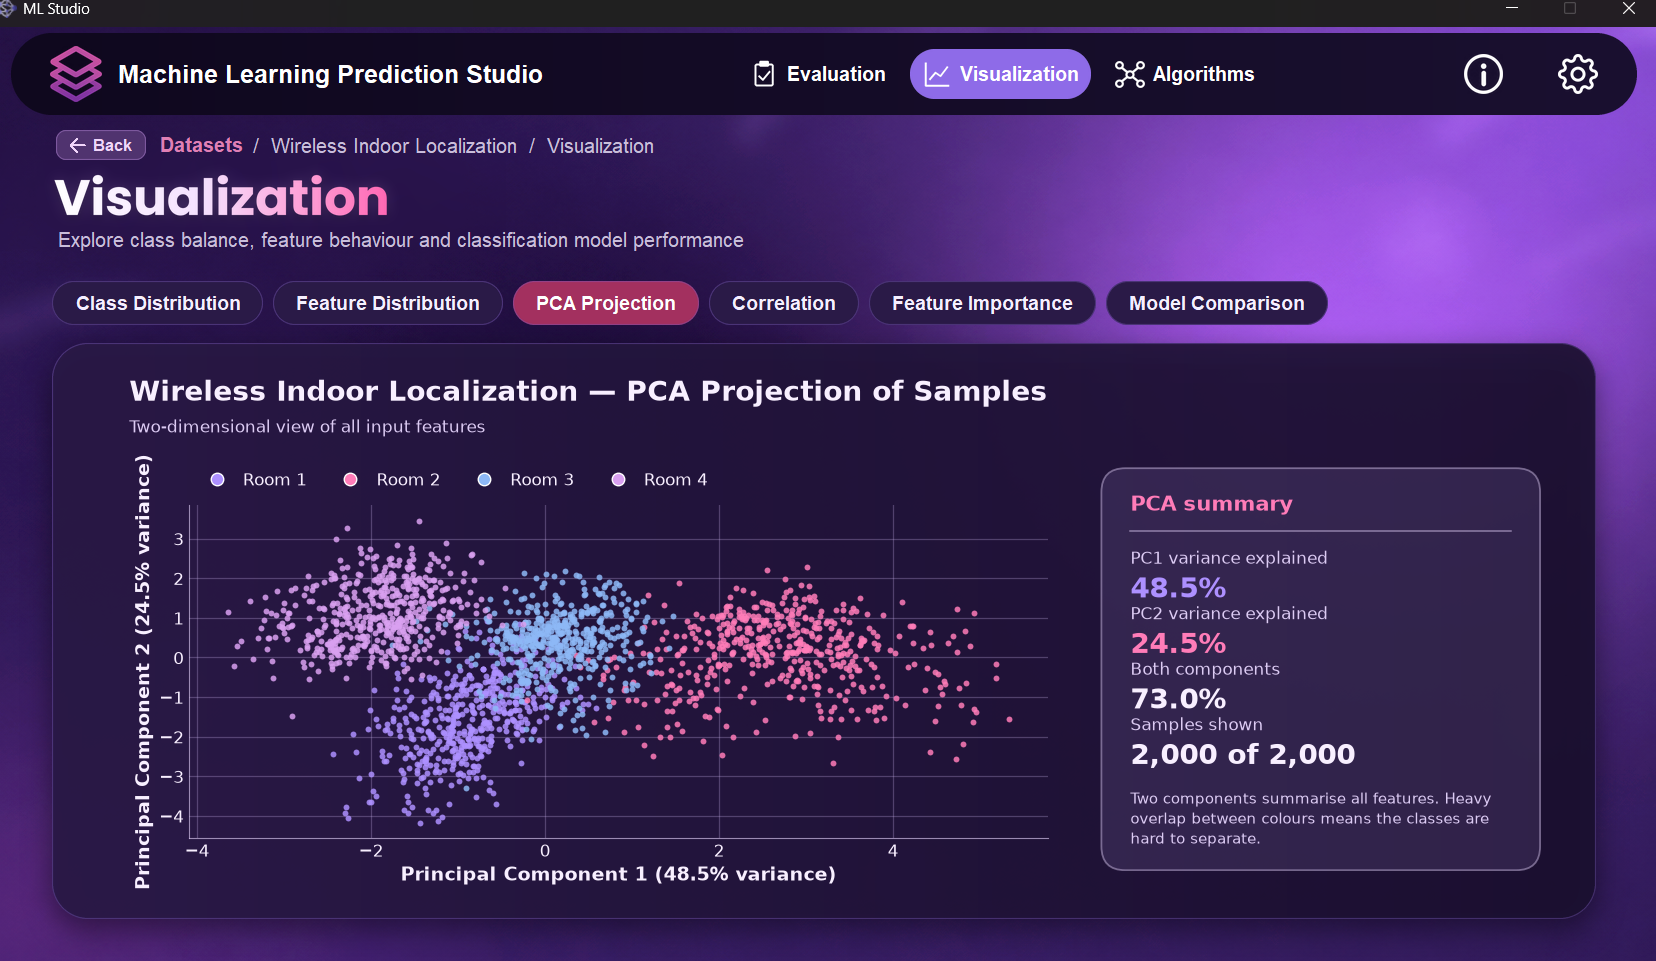 ML Studio
Machine Learning Prediction Studio
Evaluation
Visualization
Algorithms
Back
Datasets / Wireless Indoor Localization / Visualization
Visualization
Explore class balance, feature behaviour and classification model performance
Class Distribution
Feature Distribution
PCA Projection
Correlation
Feature Importance
Model Comparison
Wireless Indoor Localization — PCA Projection of Samples
Two-dimensional view of all input features
Room 1
Room 2
Room 3
Room 4
Principal Component 2 (24.5% variance)
3
2
1
0
−1
−2
−3
−4
−4
−2
0
2
4
Principal Component 1 (48.5% variance)
PCA summary
PC1 variance explained
48.5%
PC2 variance explained
24.5%
Both components
73.0%
Samples shown
2,000 of 2,000
Two components summarise all features. Heavy
overlap between colours means the classes are
hard to separate.